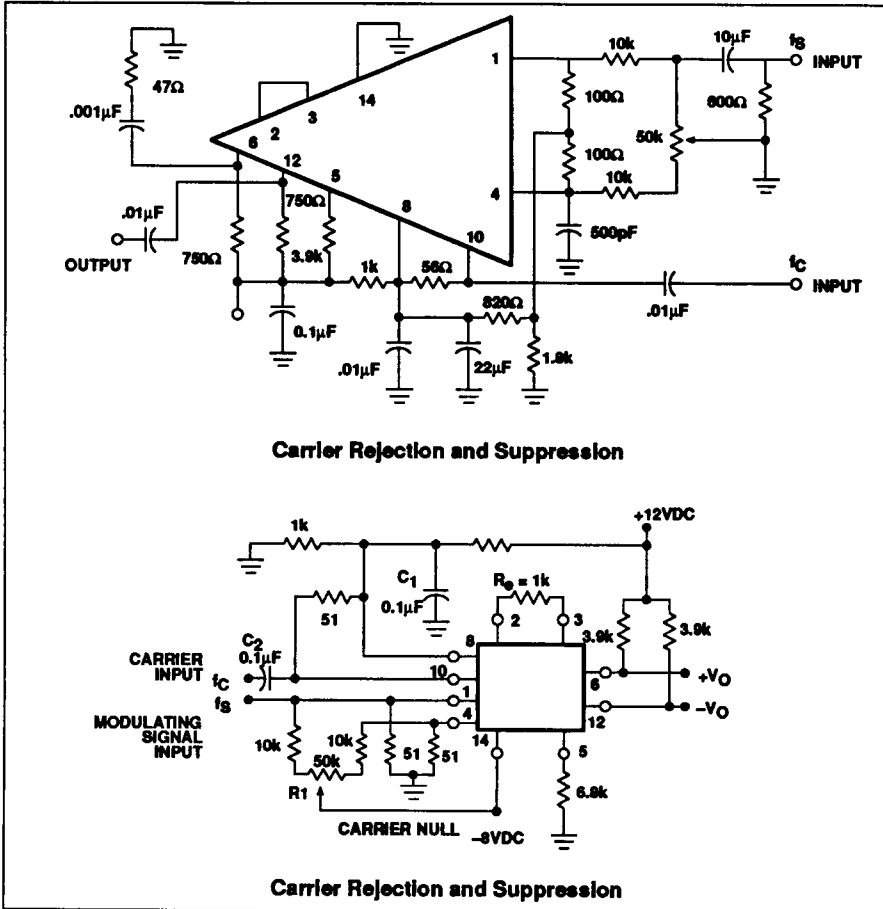 10μF
fS
INPUT
10k
1
47Ω
14
100Ω
600Ω
.001μF
3
2
50k
6
12
100Ω
5
4
10k
750Ω
8
.01μF
500pF
10
OUTPUT
750Ω
3.9k
1k
56Ω
fC
INPUT
820Ω
.01μF
0.1μF
.01μF
22μF
1.8k
Carrier Rejection and Suppression
+12VDC
1k
C1
0.1μF
Re = 1k
51
2
3
3.9k
3.9k
C2
0.1μF
8
CARRIER
INPUT
fC
10
6
+VO
fS
1
4
12
–VO
MODULATING
SIGNAL
INPUT
10k
10k
51
51
14
5
50k
R1
6.8k
CARRIER NULL
–8VDC
Carrier Rejection and Suppression